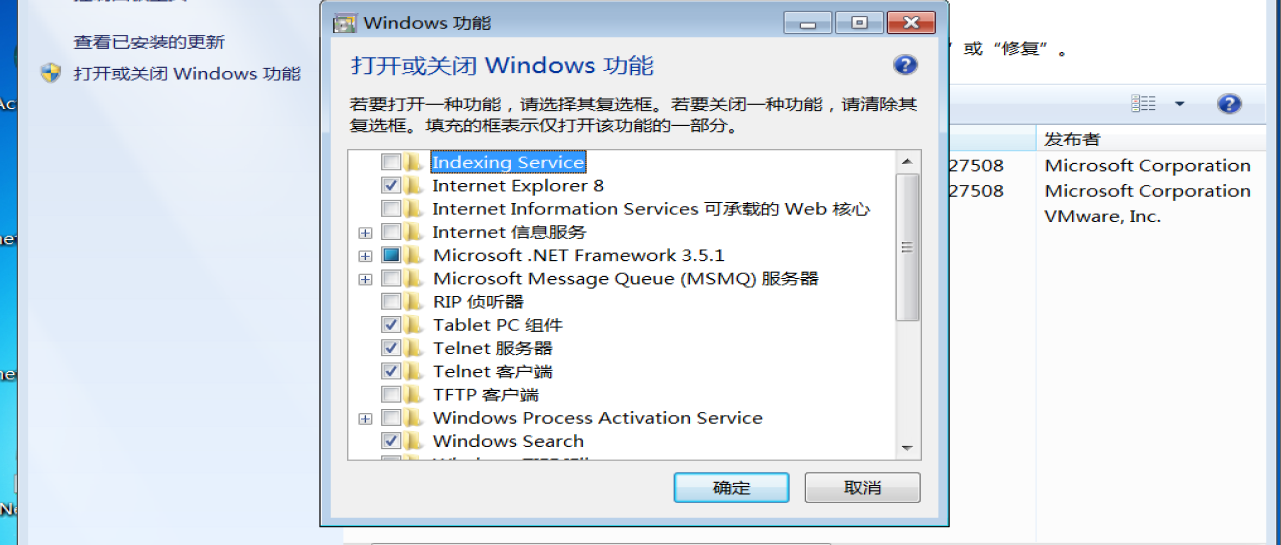 查看已安装的更新
打开或关闭 Windows 功能
Windows 功能
打开或关闭 Windows 功能
若要打开一种功能，请选择其复选框。若要关闭一种功能，请清除其
复选框。填充的框表示仅打开该功能的一部分。
Indexing Service
Internet Explorer 8
Internet Information Services 可承载的 Web 核心
Internet 信息服务
Microsoft .NET Framework 3.5.1
Microsoft Message Queue (MSMQ) 服务器
RIP 侦听器
Tablet PC 组件
Telnet 服务器
Telnet 客户端
TFTP 客户端
Windows Process Activation Service
Windows Search
确定
取消
”或“修复”。
发布者
27508 Microsoft Corporation
27508 Microsoft Corporation
VMware, Inc.